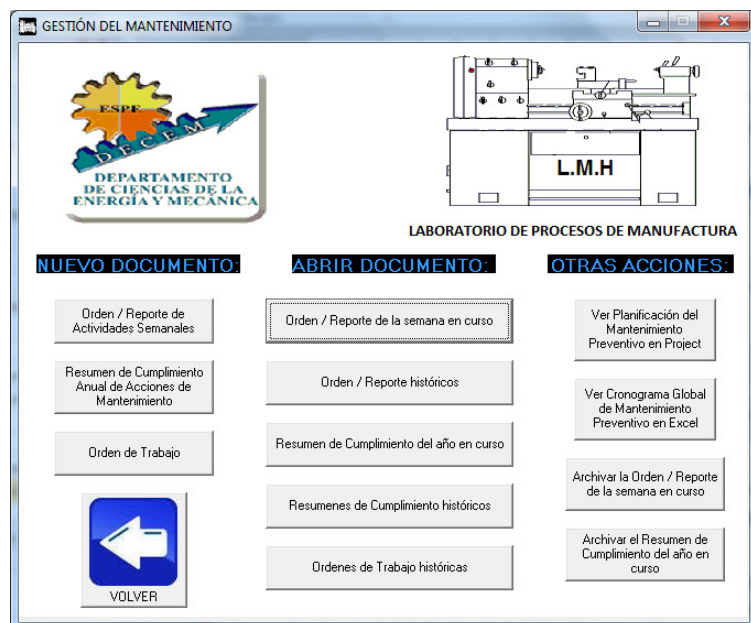 GESTIÓN DEL MANTENIMIENTO
ESPE
DECEM
DEPARTAMENTO
DE CIENCIAS DE LA
ENERGÍA Y MECÁNICA
L.M.H
LABORATORIO DE PROCESOS DE MANUFACTURA
NUEVO DOCUMENTO:
Orden / Reporte de
Actividades Semanales
Resumen de Cumplimiento
Anual de Acciones de
Mantenimiento
Orden de Trabajo
VOLVER
ABRIR DOCUMENTO:
Orden / Reporte de la semana en curso
Orden / Reporte históricos
Resumen de Cumplimiento del año en curso
Resumenes de Cumplimiento históricos
Ordenes de Trabajo históricas
OTRAS ACCIONES:
Ver Planificación del
Mantenimiento
Preventivo en Project
Ver Cronograma Global
de Mantenimiento
Preventivo en Excel
Archivar la Orden / Reporte
de la semana en curso
Archivar el Resumen de
Cumplimiento del año en
curso